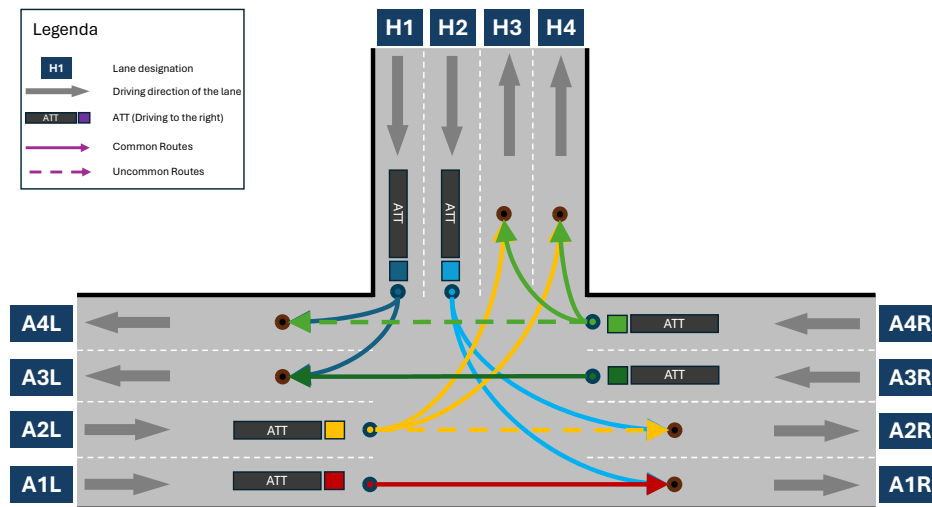 H1 H2 H3 H4
Legenda
H1 Lane designation
Driving direction of the lane
ATT ATT (Driving to the right)
Common Routes
Uncommon Routes
ATT ATT
A4L ATT A4R
A3L ATT A3R
A2L ATT A2R
A1L ATT A1R